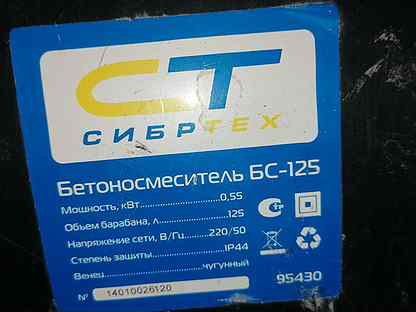 СТ
СИБРТЕХ
Бетоносмеситель БС-125
Мощность, кВт..................0,55
Объем барабана, л..................125
Напряжение сети, В/Гц.......220/50
Степень защиты..................IP44
Венец..................чугунный
№ 14010026120
95430